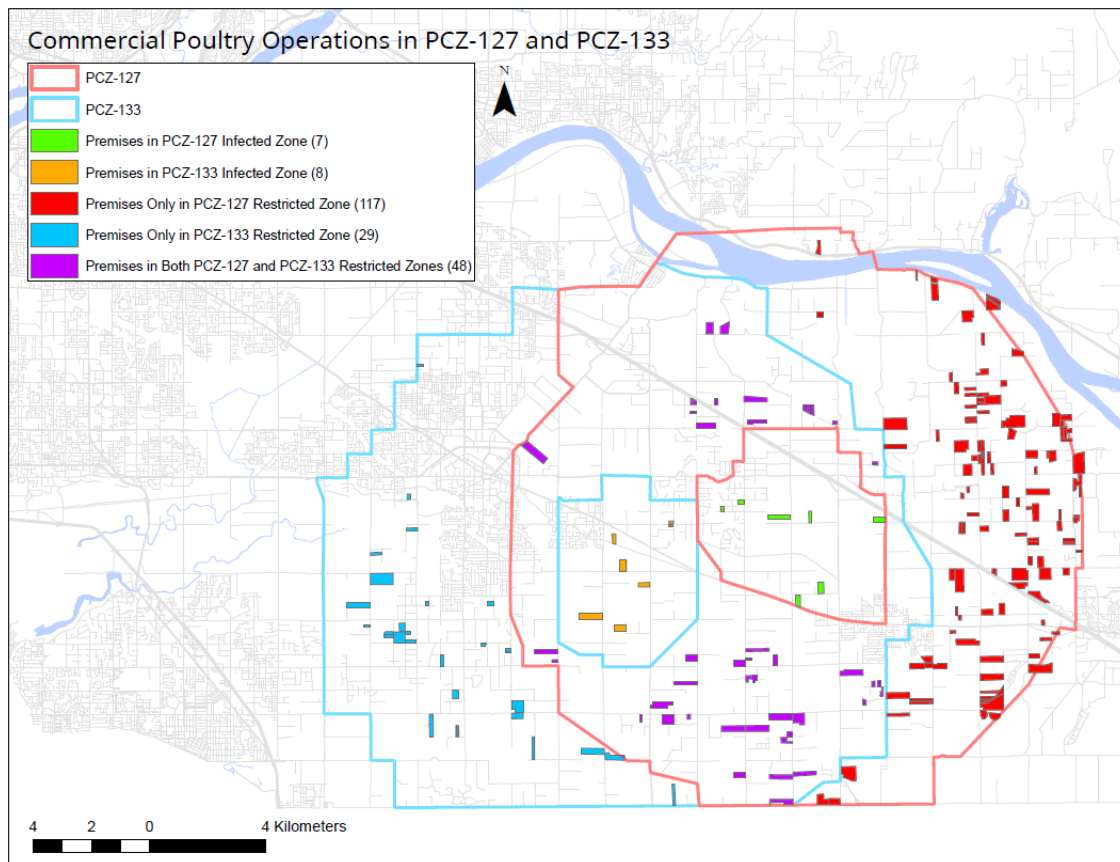 Commercial Poultry Operations in PCZ-127 and PCZ-133
N
PCZ-127
PCZ-133
Premises in PCZ-127 Infected Zone (7)
Premises in PCZ-133 Infected Zone (8)
Premises Only in PCZ-127 Restricted Zone (117)
Premises Only in PCZ-133 Restricted Zone (29)
Premises in Both PCZ-127 and PCZ-133 Restricted Zones (48)
4 2 0 4 Kilometers